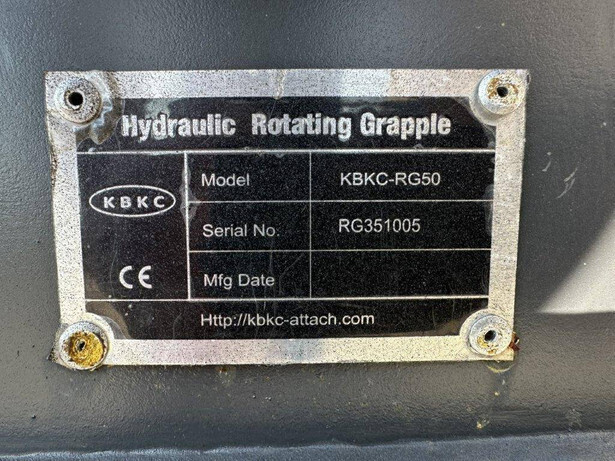 Hydraulic Rotating Grapple
KBKC
Model KBKC-RG50
Serial No. RG351005
CE
Mfg Date
Http://kbkc-attach.com